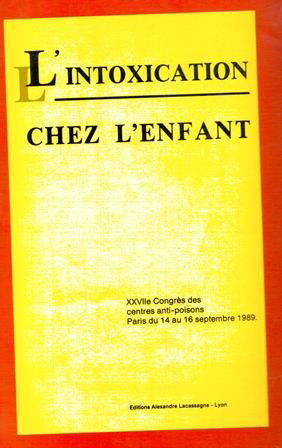 L'INTOXICATION
CHEZ L'ENFANT
XXVIIe Congrès des
centres anti-poisons
Paris du 14 au 16 septembre 1989.
Editions Alexandre Lacassagne - Lyon